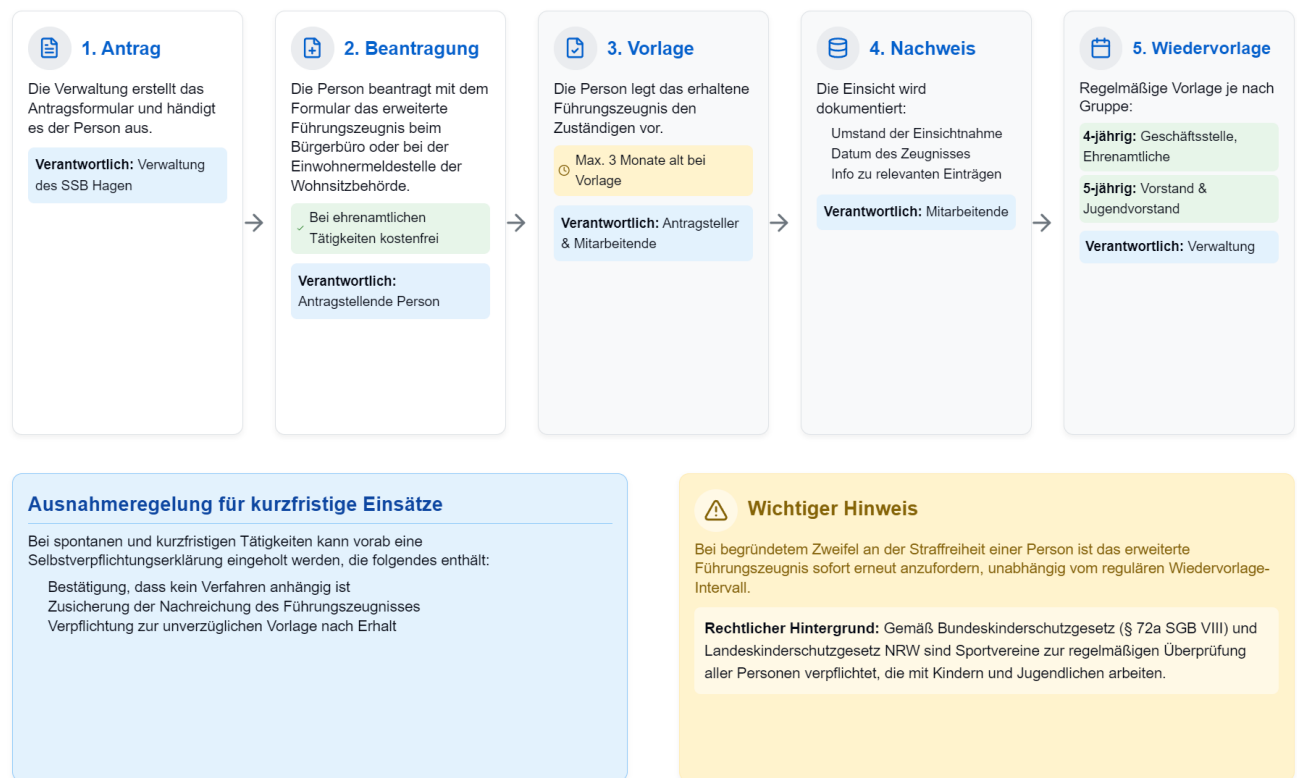 1. Antrag
Die Verwaltung erstellt das
Antragsformular und händigt
es der Person aus.
Verantwortlich: Verwaltung
des SSB Hagen
2. Beantragung
Die Person beantragt mit dem
Formular das erweiterte
Führungszeugnis beim
Bürgerbüro oder bei der
Einwohnermeldestelle der
Wohnsitzbehörde.
Bei ehrenamtlichen
Tätigkeiten kostenfrei
Verantwortlich:
Antragstellende Person
3. Vorlage
Die Person legt das erhaltene
Führungszeugnis den
Zuständigen vor.
Max. 3 Monate alt bei
Vorlage
Verantwortlich: Antragsteller
& Mitarbeitende
4. Nachweis
Die Einsicht wird
dokumentiert:
Umstand der Einsichtnahme
Datum des Zeugnisses
Info zu relevanten Einträgen
Verantwortlich: Mitarbeitende
5. Wiedervorlage
Regelmäßige Vorlage je nach
Gruppe:
4-jährig: Geschäftsstelle,
Ehrenamtliche
5-jährig: Vorstand &
Jugendvorstand
Verantwortlich: Verwaltung
Ausnahmeregelung für kurzfristige Einsätze
Bei spontanen und kurzfristigen Tätigkeiten kann vorab eine
Selbstverpflichtungserklärung eingeholt werden, die folgendes enthält:
Bestätigung, dass kein Verfahren anhängig ist
Zusicherung der Nachreichung des Führungszeugnisses
Verpflichtung zur unverzüglichen Vorlage nach Erhalt
Wichtiger Hinweis
Bei begründetem Zweifel an der Straffreiheit einer Person ist das erweiterte
Führungszeugnis sofort erneut anzufordern, unabhängig vom regulären Wiedervorlage-
Intervall.
Rechtlicher Hintergrund: Gemäß Bundeskinderschutzgesetz (§ 72a SGB VIII) und
Landeskinderschutzgesetz NRW sind Sportvereine zur regelmäßigen Überprüfung
aller Personen verpflichtet, die mit Kindern und Jugendlichen arbeiten.